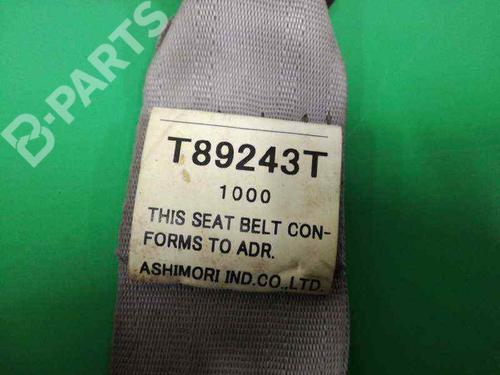 B-PARTS
T89243T
1000
THIS SEAT BELT CON-
FORMS TO ADR.
ASHIMORI IND.CO.,LTD.